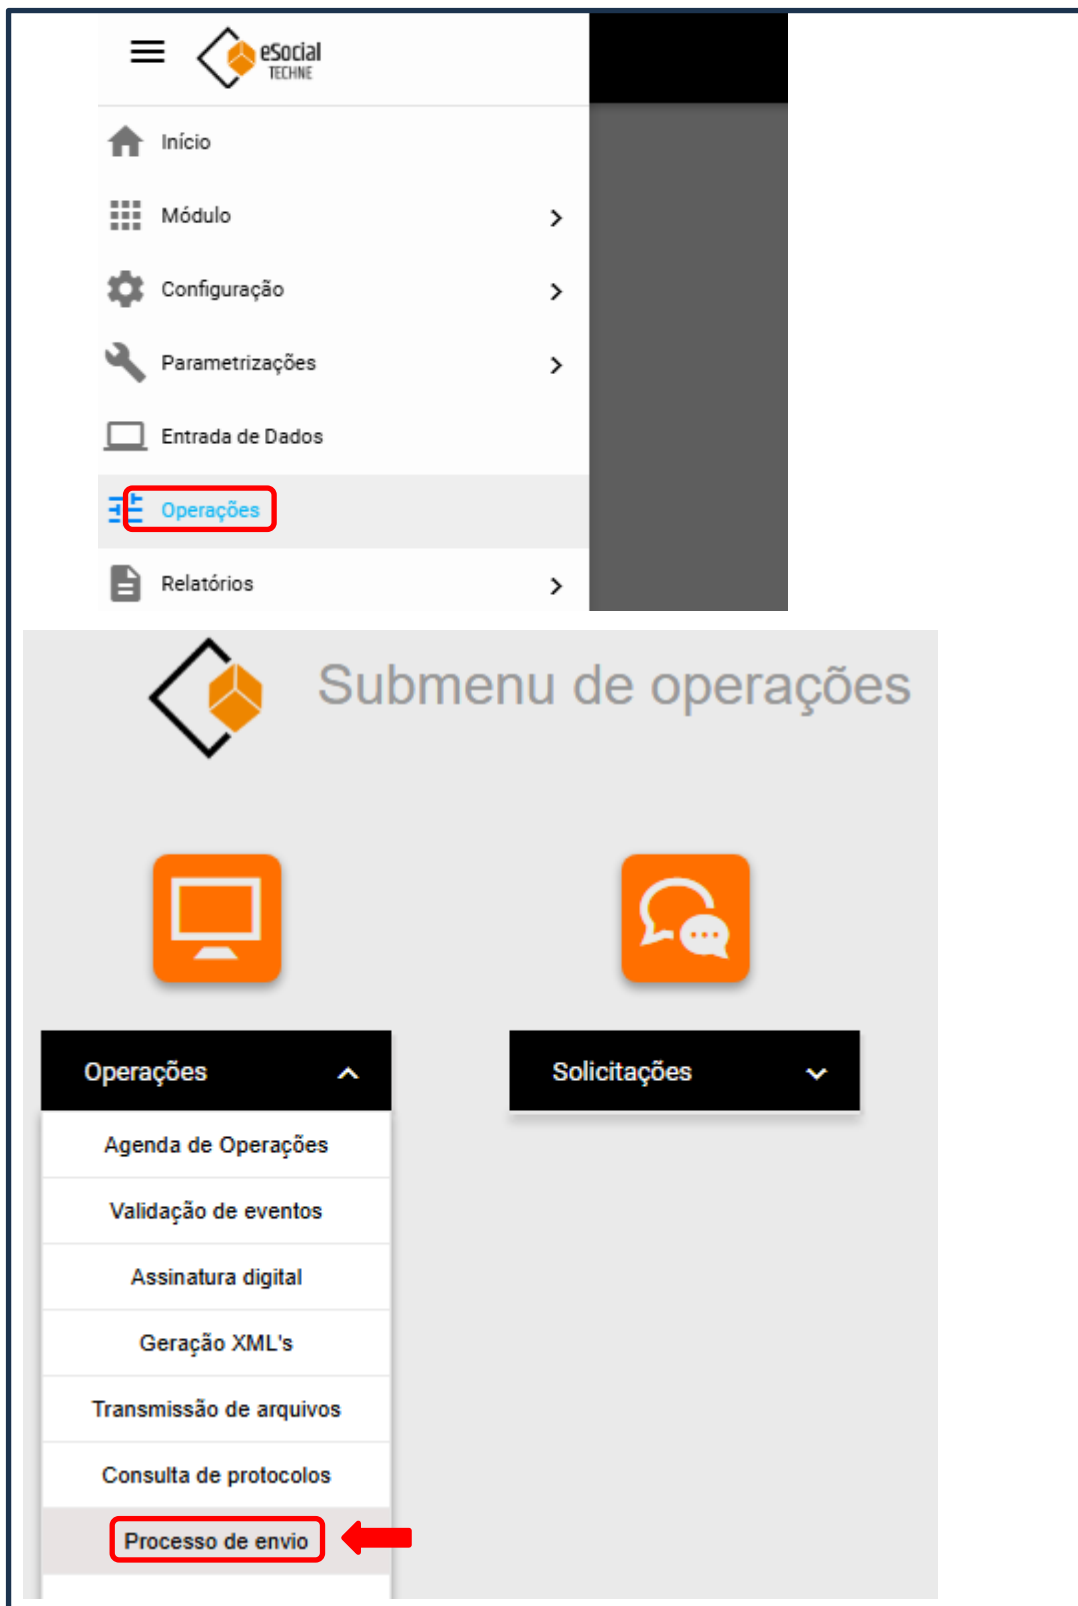 eSocial
TECHNE
Início
Módulo
Configuração
Parametrizações
Entrada de Dados
Operações
Relatórios
Submenu de operações
Operações
Solicitações
Agenda de Operações
Validação de eventos
Assinatura digital
Geração XML's
Transmissão de arquivos
Consulta de protocolos
Processo de envio